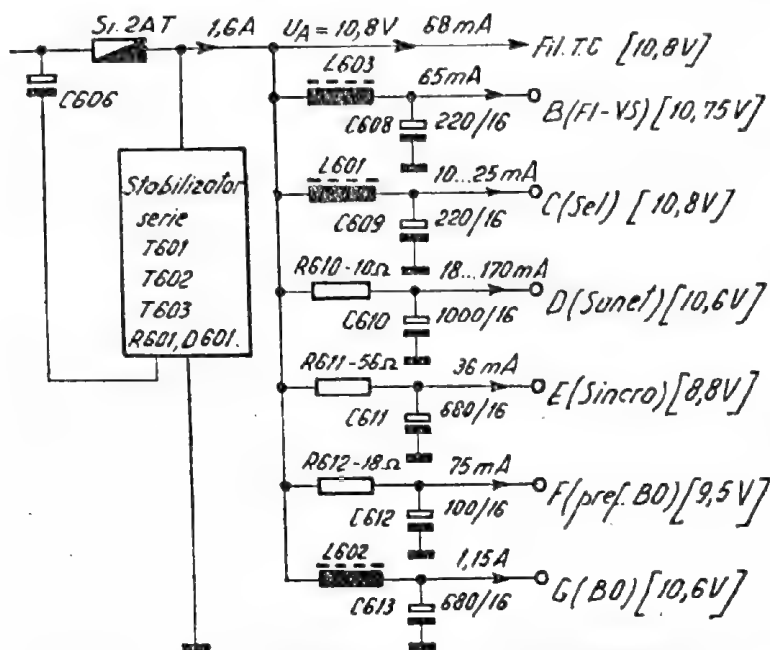 Si.2AT
1,6A
UA = 10,8V
68mA
Fil.TC [10,8V]
C606
L603
65mA
C608
220/16
B(FI-VS)[10,75V]
Stabilizator
serie
T601
T602
T603
R601, D601.
L601
10...25mA
C609
220/16
C(Sel) [10,8V]
R610-10Ω
18...170mA
C610
1000/16
D(Sunet)[10,6V]
R611-56Ω
36mA
C611
680/16
E(Sincro)[8,8V]
R612-18Ω
75mA
C612
100/16
F(pref.BO)[9,5V]
L602
1,15A
C613
680/16
G(BO)[10,6V]